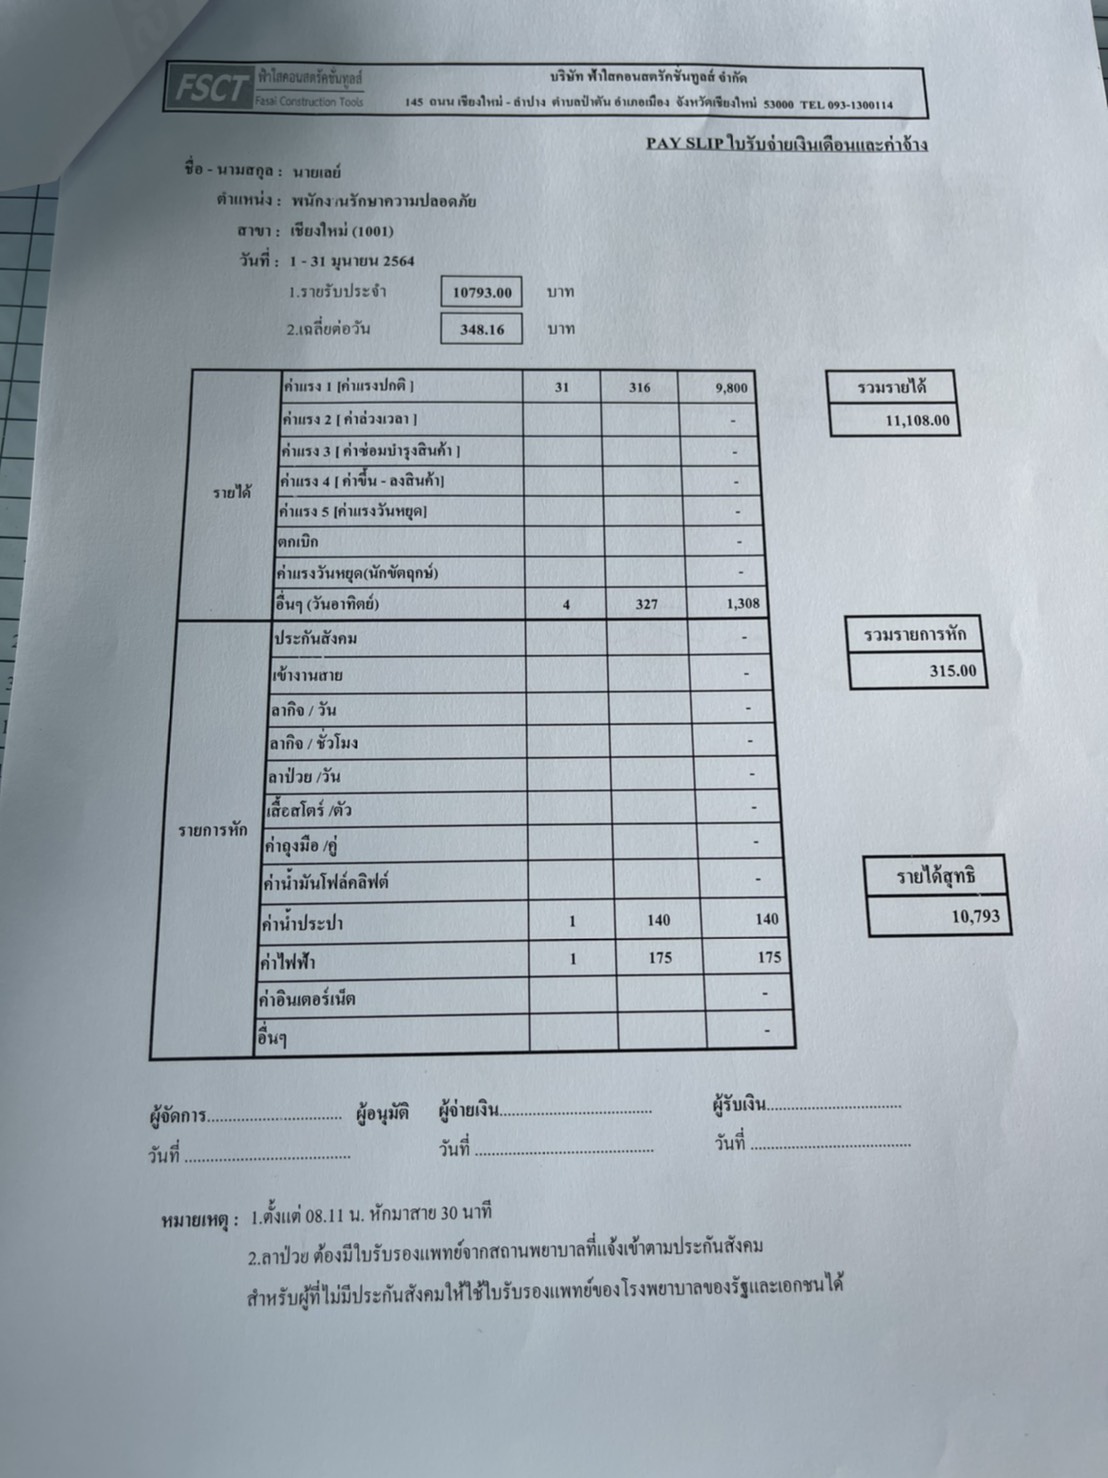 FSCT ฟ้าใสคอนสตรัคชั่นทูลส์
Fasai Construction Tools
บริษัท ฟ้าใสคอนสตรัคชั่นทูลส์ จำกัด
145 ถนน เชียงใหม่ - ลำปาง ตำบลป่าตัน อำเภอเมือง จังหวัดเชียงใหม่ 53000 TEL 093-1300114
PAY SLIP ใบรับจ่ายเงินเดือนและค่าจ้าง
ชื่อ - นามสกุล : นายเลย์
ตำแหน่ง : พนักงานรักษาความปลอดภัย
สาขา : เชียงใหม่ (1001)
วันที่ : 1 - 31 มุนายน 2564
1.รายรับประจำ 10793.00 บาท
2.เฉลี่ยต่อวัน 348.16 บาท
รายได้
ค่าแรง 1 [ค่าแรงปกติ ] 31 316 9,800
ค่าแรง 2 [ ค่าล่วงเวลา ] -
ค่าแรง 3 [ ค่าซ่อมบำรุงสินค้า ] -
ค่าแรง 4 [ ค่าขึ้น - ลงสินค้า] -
ค่าแรง 5 [ค่าแรงวันหยุด] -
ตกเบิก -
ค่าแรงวันหยุด(นักขัตฤกษ์) -
อื่นๆ (วันอาทิตย์) 4 327 1,308
รวมรายได้
11,108.00
รายการหัก
ประกันสังคม -
เข้างานสาย -
ลากิจ / วัน -
ลากิจ / ชั่วโมง -
ลาป่วย /วัน -
เสื้อสโตร์ /ตัว -
ค่าถุงมือ /คู่ -
ค่าน้ำมันโฟล์คลิฟต์ -
ค่าน้ำประปา 1 140 140
ค่าไฟฟ้า 1 175 175
ค่าอินเตอร์เน็ต -
อื่นๆ -
รวมรายการหัก
315.00
รายได้สุทธิ
10,793
ผู้จัดการ................................ ผู้อนุมัติ ผู้จ่ายเงิน.................................... ผู้รับเงิน................................
วันที่ ....................................... วันที่ .......................................... วันที่ ......................................
หมายเหตุ : 1.ตั้งแต่ 08.11 น. หักมาสาย 30 นาที
2.ลาป่วย ต้องมีใบรับรองแพทย์จากสถานพยาบาลที่แจ้งเข้าตามประกันสังคม
สำหรับผู้ที่ไม่มีประกันสังคมให้ใช้ใบรับรองแพทย์ของโรงพยาบาลของรัฐและเอกชนได้